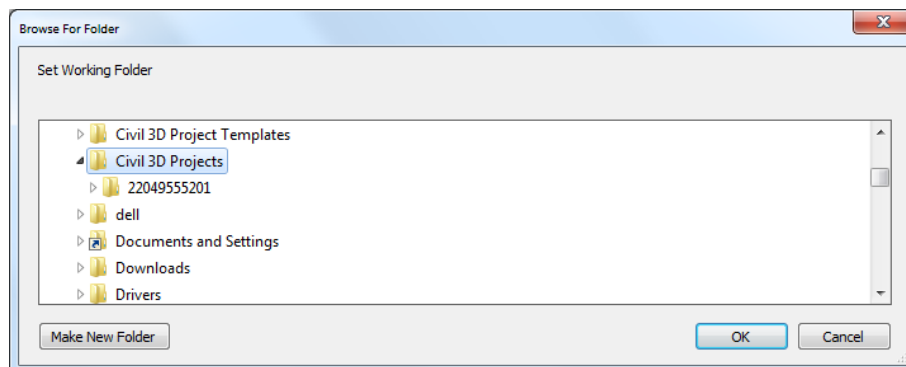 Browse For Folder
Set Working Folder
Civil 3D Project Templates
Civil 3D Projects
22049555201
dell
Documents and Settings
Downloads
Drivers
Make New Folder
OK
Cancel